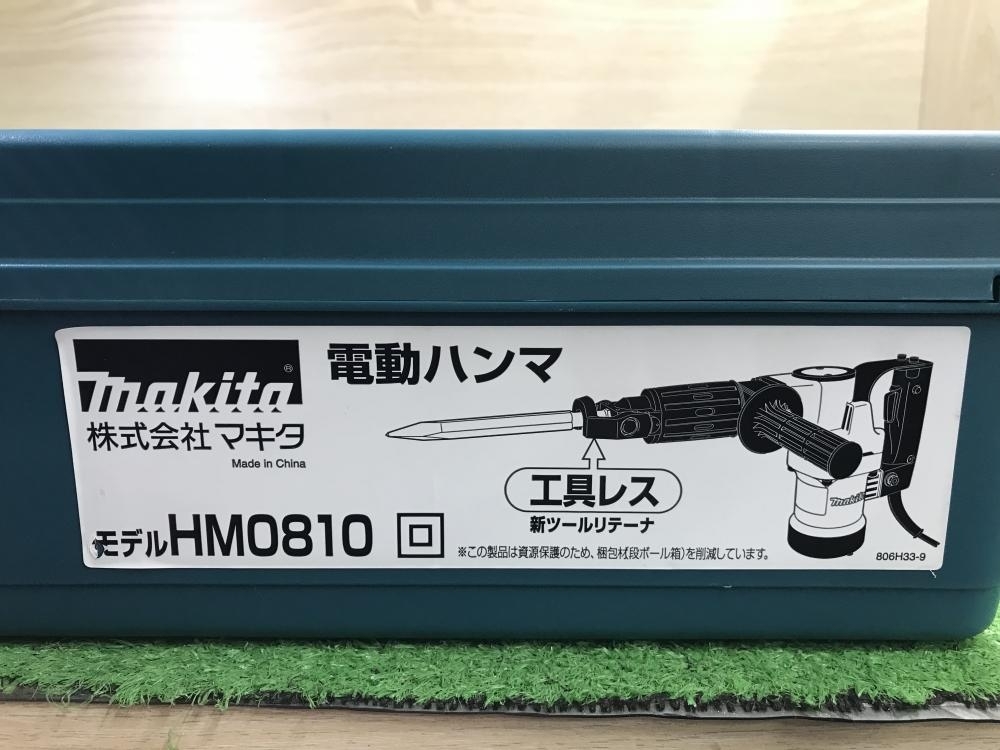 makita®
株式会社マキタ
Made in China
モデルHM0810
電動ハンマ
工具レス
新ツールリテーナ
makita
※この製品は資源保護のため、梱包材(段ボール箱)を削減しています。
806H33-9